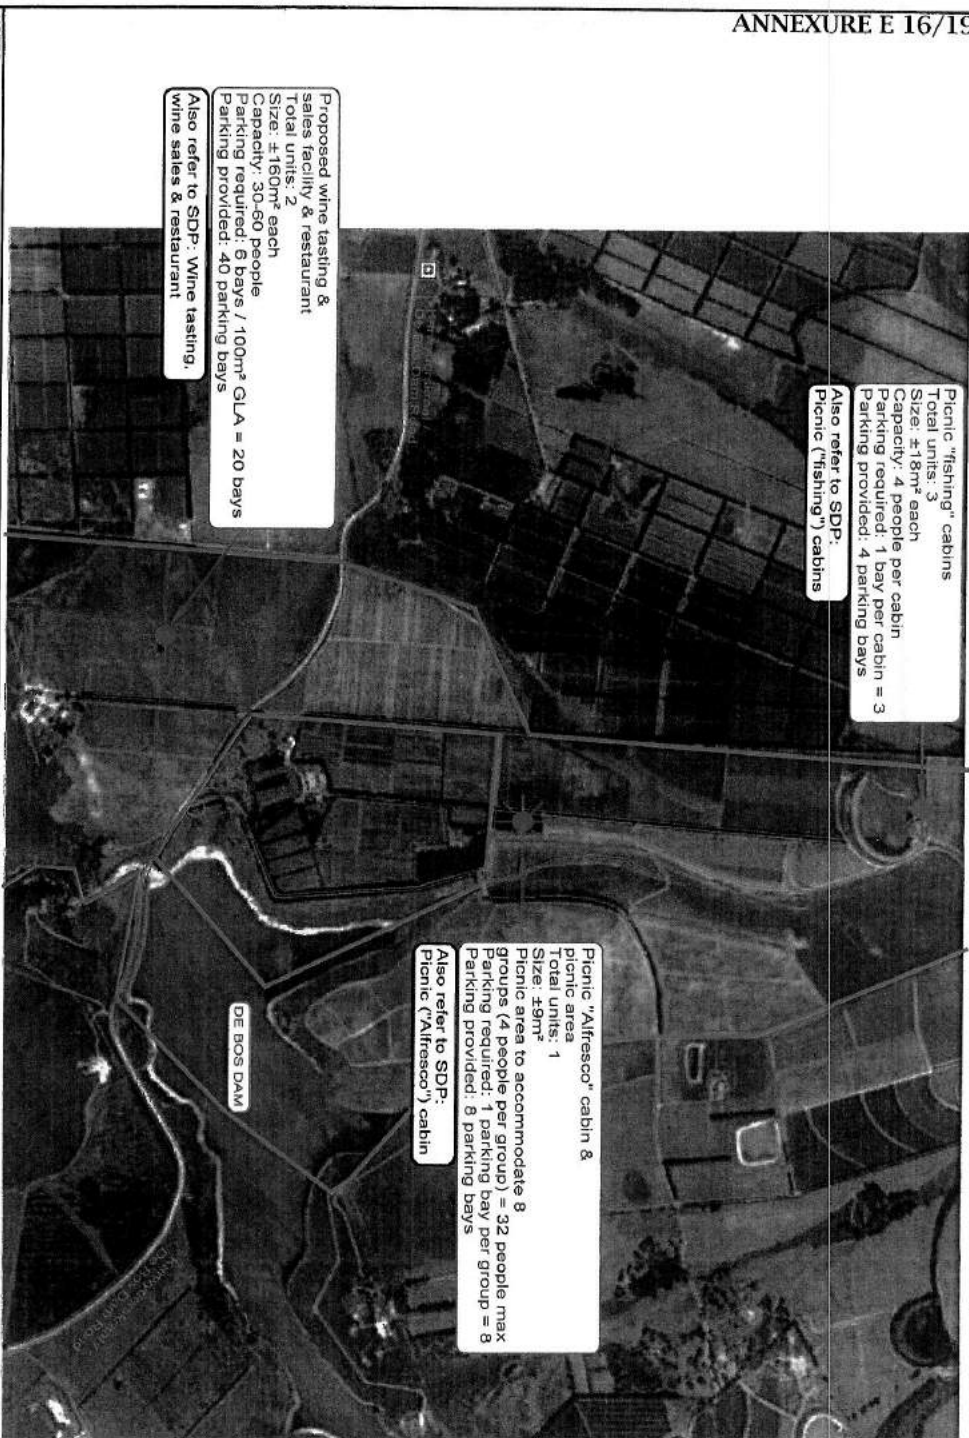 ANNEXURE E 16/19
Picnic "fishing" cabins
Total units: 3
Size: ±18m² each
Capacity: 4 people per cabin
Parking required: 1 bay per cabin = 3
Parking provided: 4 parking bays
Also refer to SDP:
Picnic ("fishing") cabins
Proposed wine tasting &
sales facility & restaurant
Total units: 2
Size: ±160m² each
Capacity: 30-60 people
Parking required: 6 bays / 100m² GLA = 20 bays
Parking provided: 40 parking bays
Also refer to SDP: Wine tasting,
wine sales & restaurant
Picnic "Alfresco" cabin &
picnic area
Total units: 1
Size: ±9m²
Picnic area to accommodate 8
groups (4 people per group) = 32 people max
Parking required: 1 parking bay per group = 8
Parking provided: 8 parking bays
Also refer to SDP:
Picnic ("Alfresco") cabin
DE BOS DAM